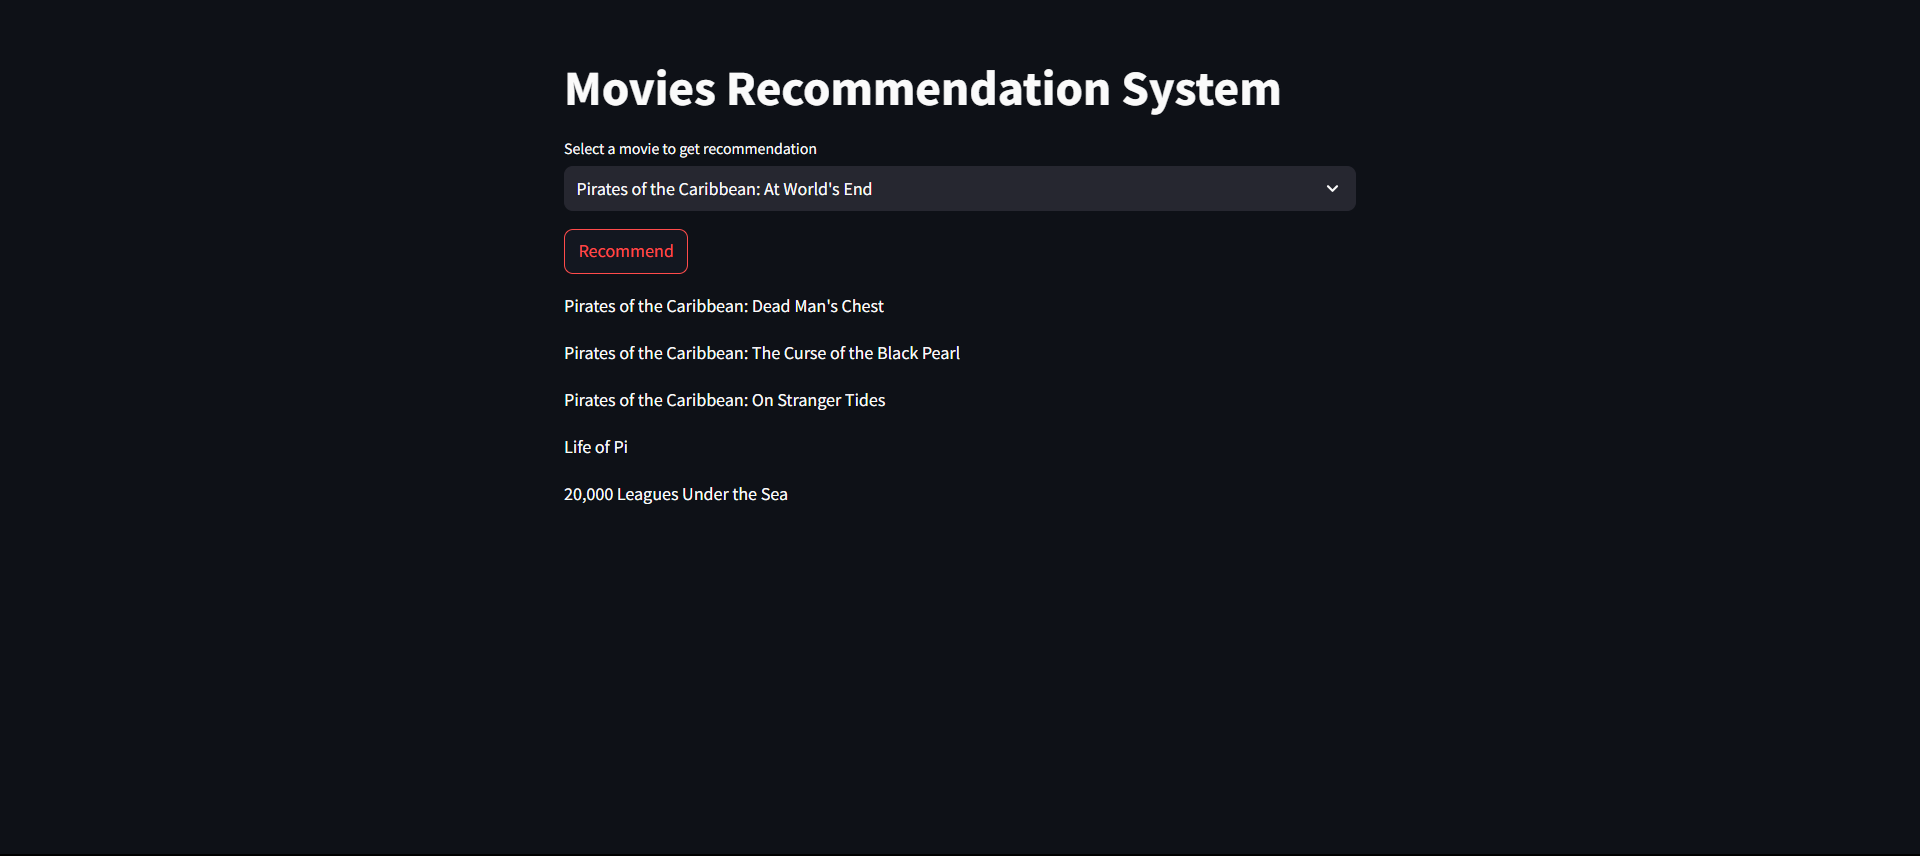 Movies Recommendation System
Select a movie to get recommendation
Pirates of the Caribbean: At World's End
Recommend
Pirates of the Caribbean: Dead Man's Chest
Pirates of the Caribbean: The Curse of the Black Pearl
Pirates of the Caribbean: On Stranger Tides
Life of Pi
20,000 Leagues Under the Sea